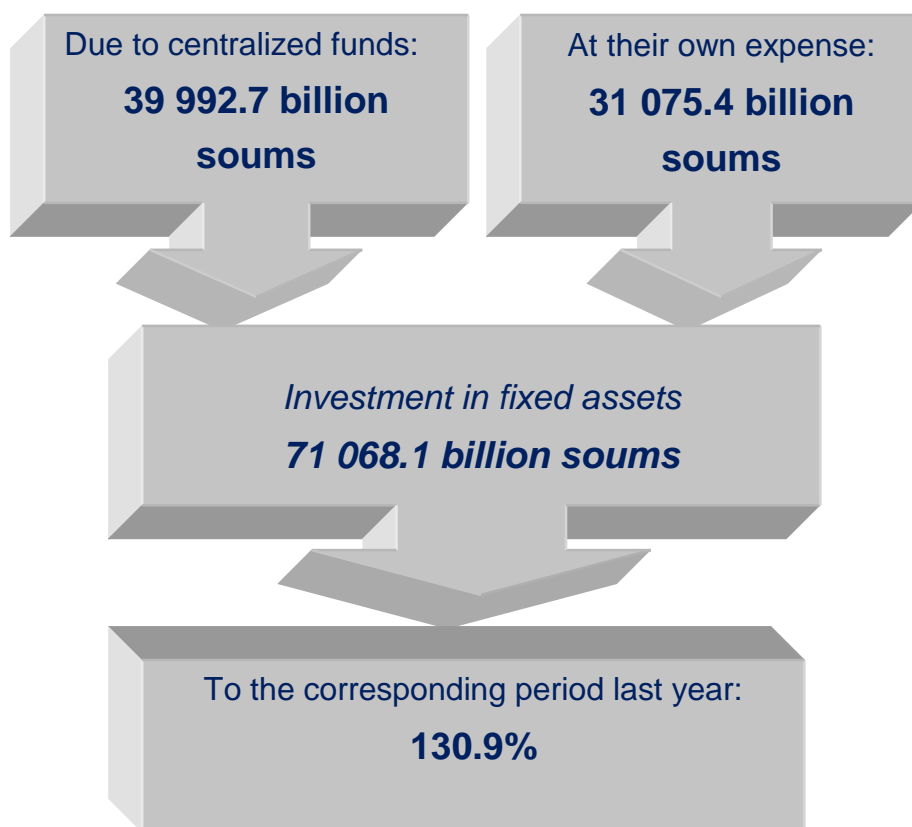 Due to centralized funds:
39 992.7 billion
soums
At their own expense:
31 075.4 billion
soums
Investment in fixed assets
71 068.1 billion soums
To the corresponding period last year:
130.9%